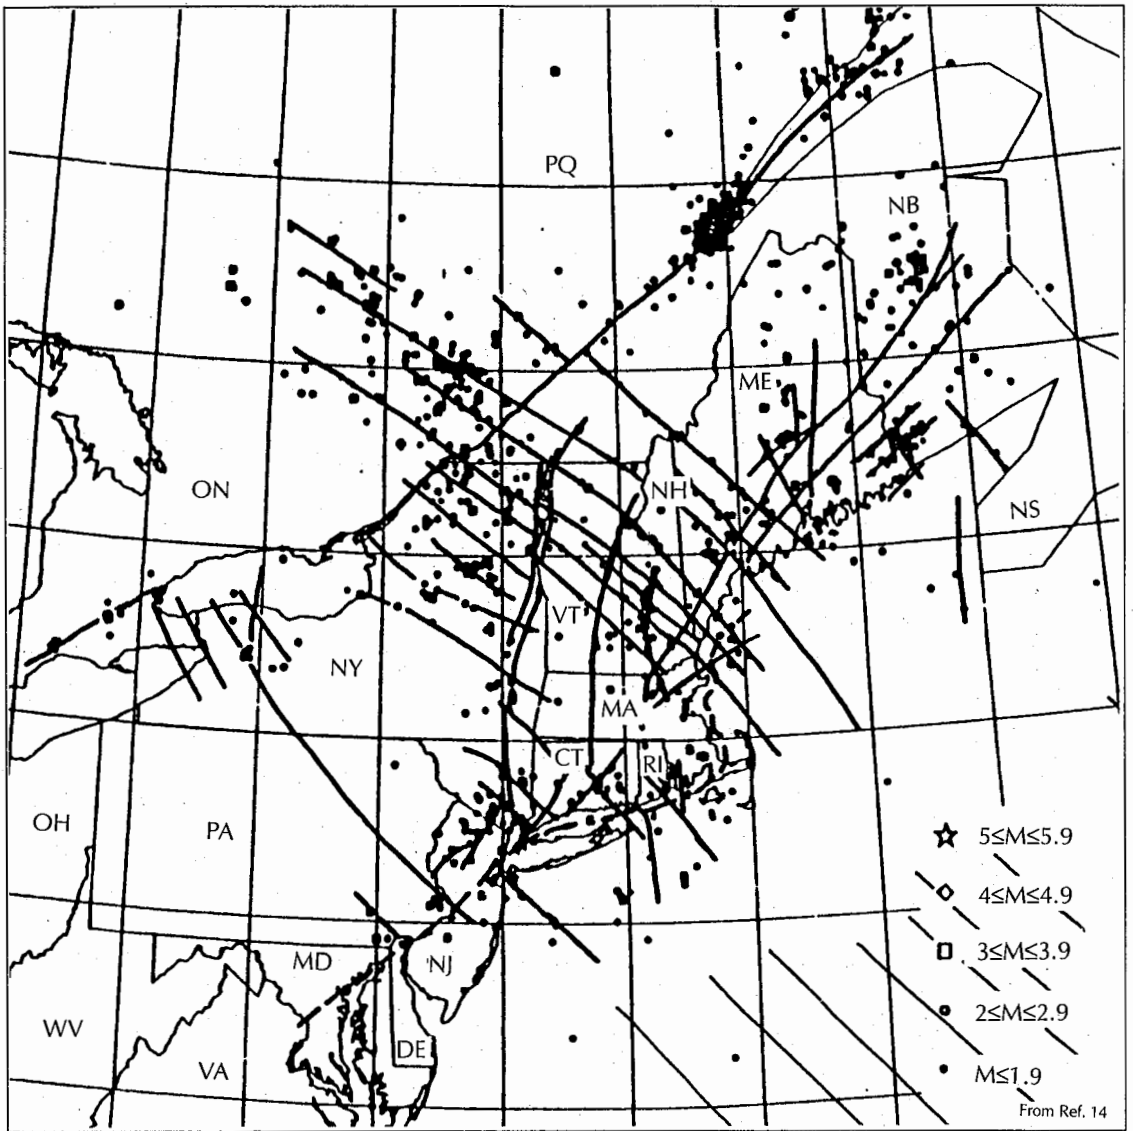 PQ
NB
ME
ON
NH
NS
VT
NY
MA
CT
RI
OH
PA
5≤M≤5.9
4≤M≤4.9
3≤M≤3.9
MD
NJ
2≤M≤2.9
WV
DE
VA
M≤1.9
From Ref. 14